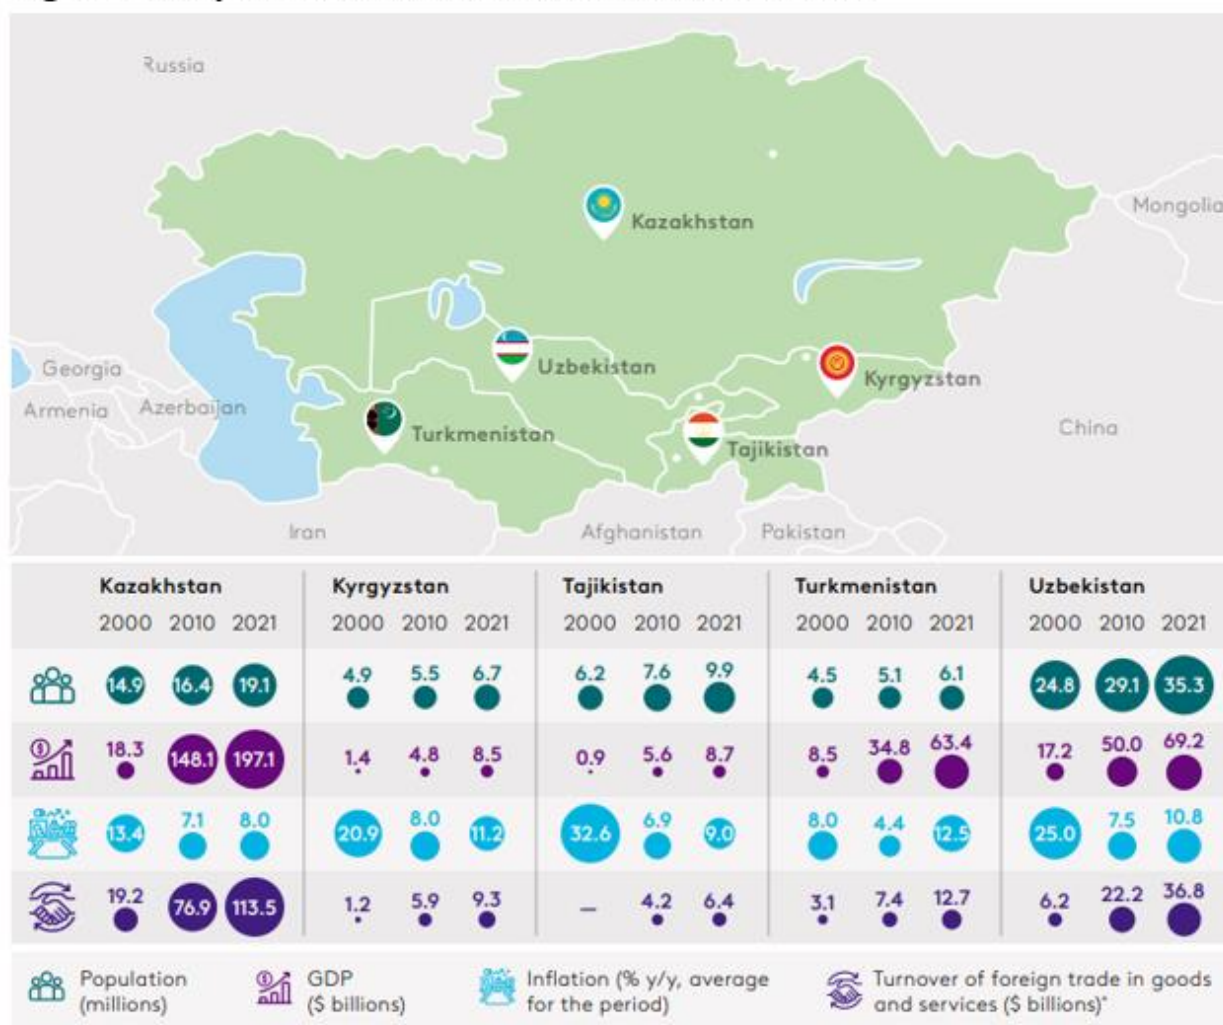 Russia
Mongolia
Kazakhstan
Georgia
Uzbekistan
Kyrgyzstan
Armenia
Azerbaijan
Turkmenistan
China
Tajikistan
Iran
Afghanistan
Pakistan
Kazakhstan Kyrgyzstan Tajikistan Turkmenistan Uzbekistan
2000 2010 2021 2000 2010 2021 2000 2010 2021 2000 2010 2021 2000 2010 2021
14.9 16.4 19.1 4.9 5.5 6.7 6.2 7.6 9.9 4.5 5.1 6.1 24.8 29.1 35.3
18.3 148.1 197.1 1.4 4.8 8.5 0.9 5.6 8.7 8.5 34.8 63.4 17.2 50.0 69.2
13.4 7.1 8.0 20.9 8.0 11.2 32.6 6.9 9.0 8.0 4.4 12.5 25.0 7.5 10.8
19.2 76.9 113.5 1.2 5.9 9.3 – 4.2 6.4 3.1 7.4 12.7 6.2 22.2 36.8
Population
(millions)
GDP
($ billions)
Inflation (% y/y, average
for the period)
Turnover of foreign trade in goods
and services ($ billions)*